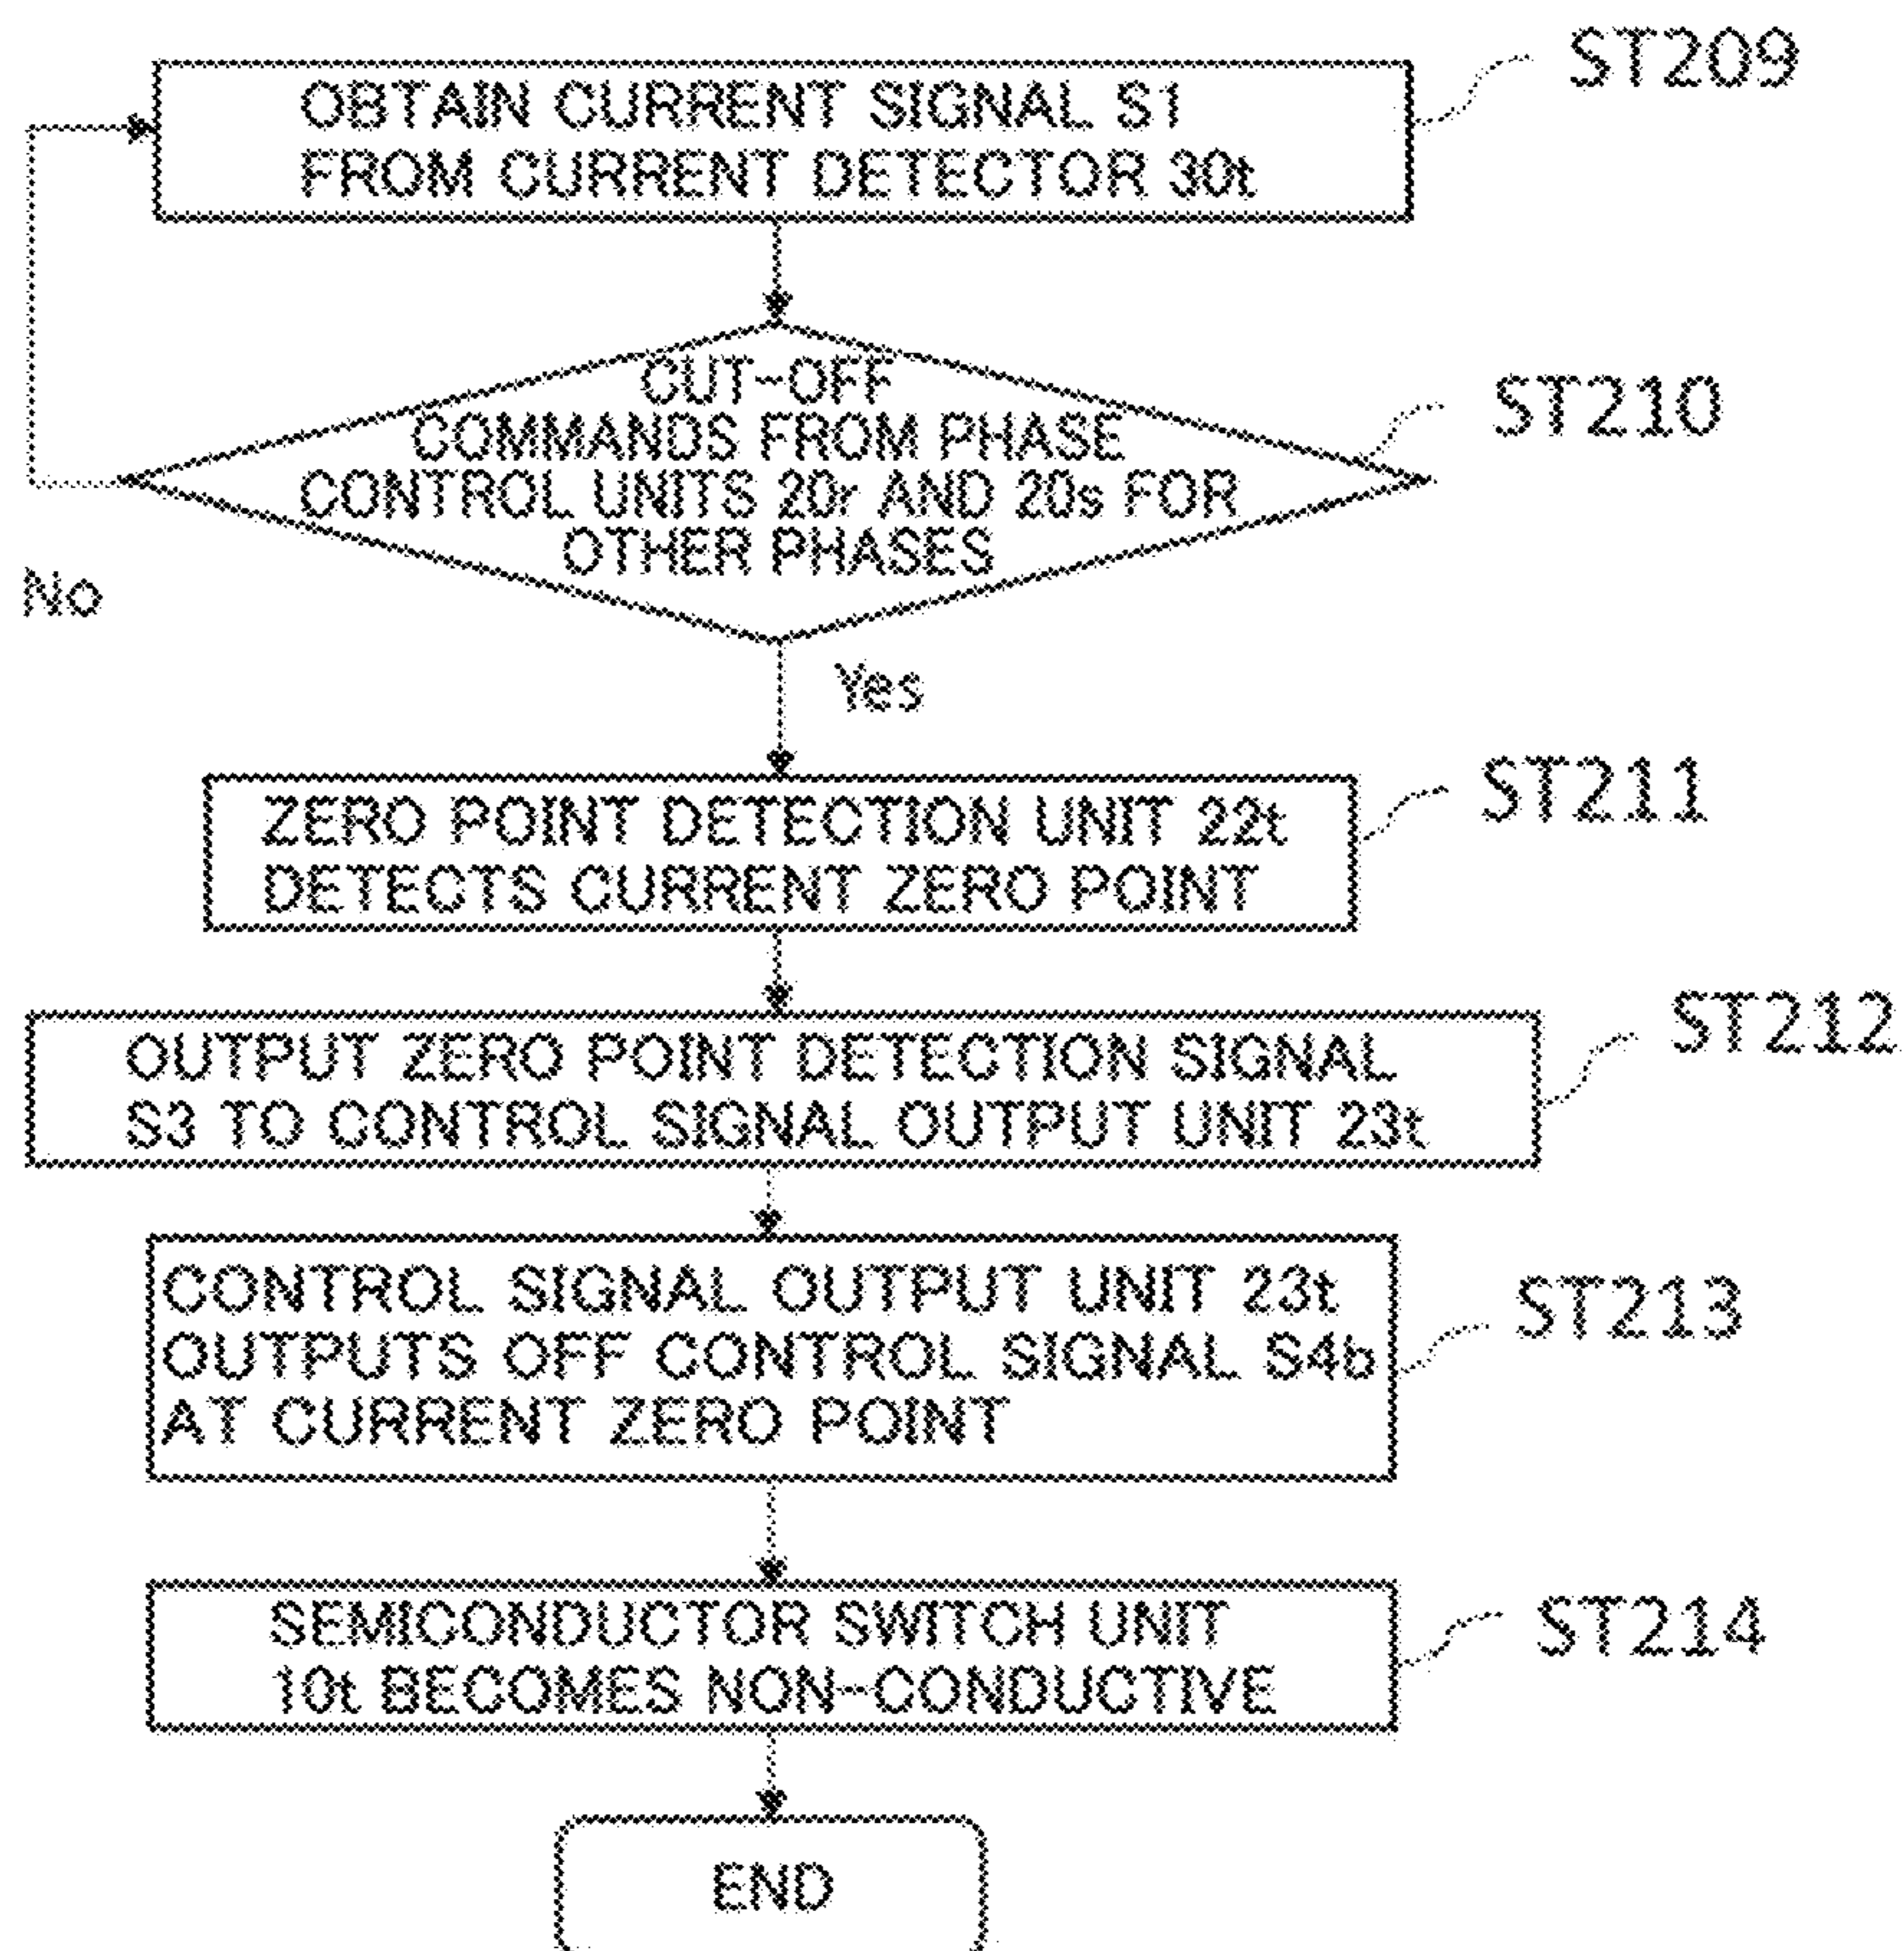 ST209
OBTAIN CURRENT SIGNAL S1
FROM CURRENT DETECTOR 30t
CUT-OFF
COMMANDS FROM PHASE
CONTROL UNITS 20r AND 20s FOR
OTHER PHASES
ST210
No
Yes
ZERO POINT DETECTION UNIT 22t
DETECTS CURRENT ZERO POINT
ST211
OUTPUT ZERO POINT DETECTION SIGNAL
S3 TO CONTROL SIGNAL OUTPUT UNIT 23t
ST212
CONTROL SIGNAL OUTPUT UNIT 23t
OUTPUTS OFF CONTROL SIGNAL S4b
AT CURRENT ZERO POINT
ST213
SEMICONDUCTOR SWITCH UNIT
10t BECOMES NON-CONDUCTIVE
ST214
END